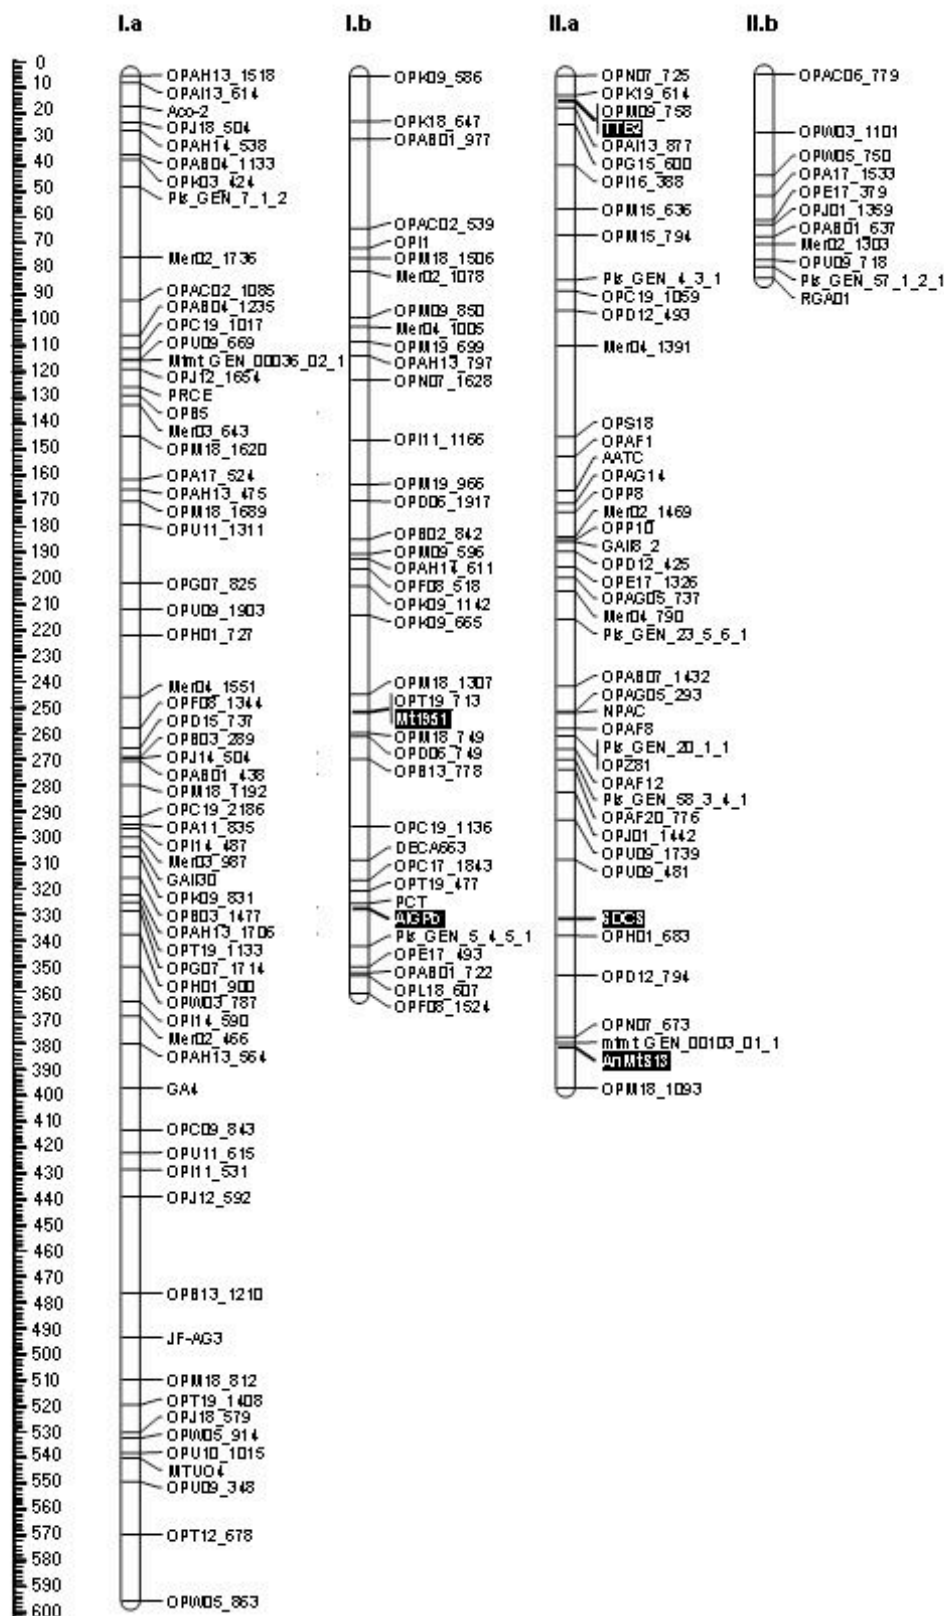 I.a
I.b
II.a
II.b
0
10
20
30
40
50
60
70
80
90
100
110
120
130
140
150
160
170
180
190
200
210
220
230
240
250
260
270
280
290
300
310
320
330
340
350
360
370
380
390
400
410
420
430
440
450
460
470
480
490
500
510
520
530
540
550
560
570
580
590
600
OPAH13_1518
OPAI13_614
Aco-2
OPJ18_504
OPAH14_538
OPAB04_1133
OPK03_424
Pis_GEN_7_1_2
Mer02_1736
OPAC02_1085
OPAB04_1235
OPC19_1017
OPU09_669
Mtmt_GEN_00036_02_1
OPJ12_1654
PRCE
OPB5
Mer03_643
OPM18_1620
OPA17_524
OPAH13_475
OPM18_1689
OPU11_1311
OPG07_825
OPU09_1903
OPH01_727
Mer04_1551
OPF08_1344
OPD15_737
OPB03_289
OPJ14_504
OPAB01_438
OPM18_1192
OPC19_2186
OPA11_835
OPI14_487
Mer03_987
GAII30
OPK09_831
OPB03_1477
OPAH13_1706
OPT19_1133
OPG07_1714
OPH01_900
OPW03_787
OPI14_590
Mer02_466
OPAH13_564
GA4
OPC09_843
OPU11_615
OPI11_531
OPJ12_592
OPB13_1210
JF-AG3
OPM18_812
OPT19_1408
OPJ18_579
OPW05_914
OPU10_1015
MTUO4
OPU09_348
OPT12_678
OPW05_863
OPK09_586
OPK18_647
OPAB01_977
OPAC02_539
OPI1
OPM18_1506
Mer02_1078
OPM09_850
Mer04_1005
OPM19_699
OPAH13_797
OPN07_1628
OPI11_1166
OPM19_966
OPD06_1917
OPB02_842
OPM09_596
OPAH14_611
OPF08_518
OPK09_1142
OPK09_665
OPM18_1307
OPT19_713
Mt1951
OPM18_749
OPD06_749
OPB13_778
OPC19_1136
DECA663
OPC17_1843
OPT19_477
PCT
AIGPb
Pis_GEN_5_4_5_1
OPE17_493
OPAB01_722
OPL18_607
OPF08_1524
OPN07_725
OPK19_614
OPM09_758
TTE2
OPAI13_877
OPG15_600
OPI16_388
OPM15_636
OPM15_794
Pis_GEN_4_3_1
OPC19_1059
OPD12_493
Mer04_1391
OPS18
OPAF1
AATC
OPAG14
OPP8
Mer02_1469
OPP10
GAII8_2
OPD12_425
OPE17_1326
OPAG05_737
Mer04_790
Pis_GEN_23_5_6_1
OPAB07_1432
OPAG05_293
NPAC
OPAF8
Pis_GEN_20_1_1
OPZ81
OPAF12
Pis_GEN_58_3_4_1
OPAF20_776
OPJ01_1442
OPU09_1739
OPU09_481
SDCS
OPH01_683
OPD12_794
OPN07_673
mtmt_GEN_00103_01_1
AnMtS13
OPM18_1093
OPAC06_779
OPW03_1101
OPW05_750
OPA17_1533
OPE17_379
OPJ01_1359
OPAB01_637
Mer02_1303
OPU09_718
Pis_GEN_57_1_2_1
RGA01